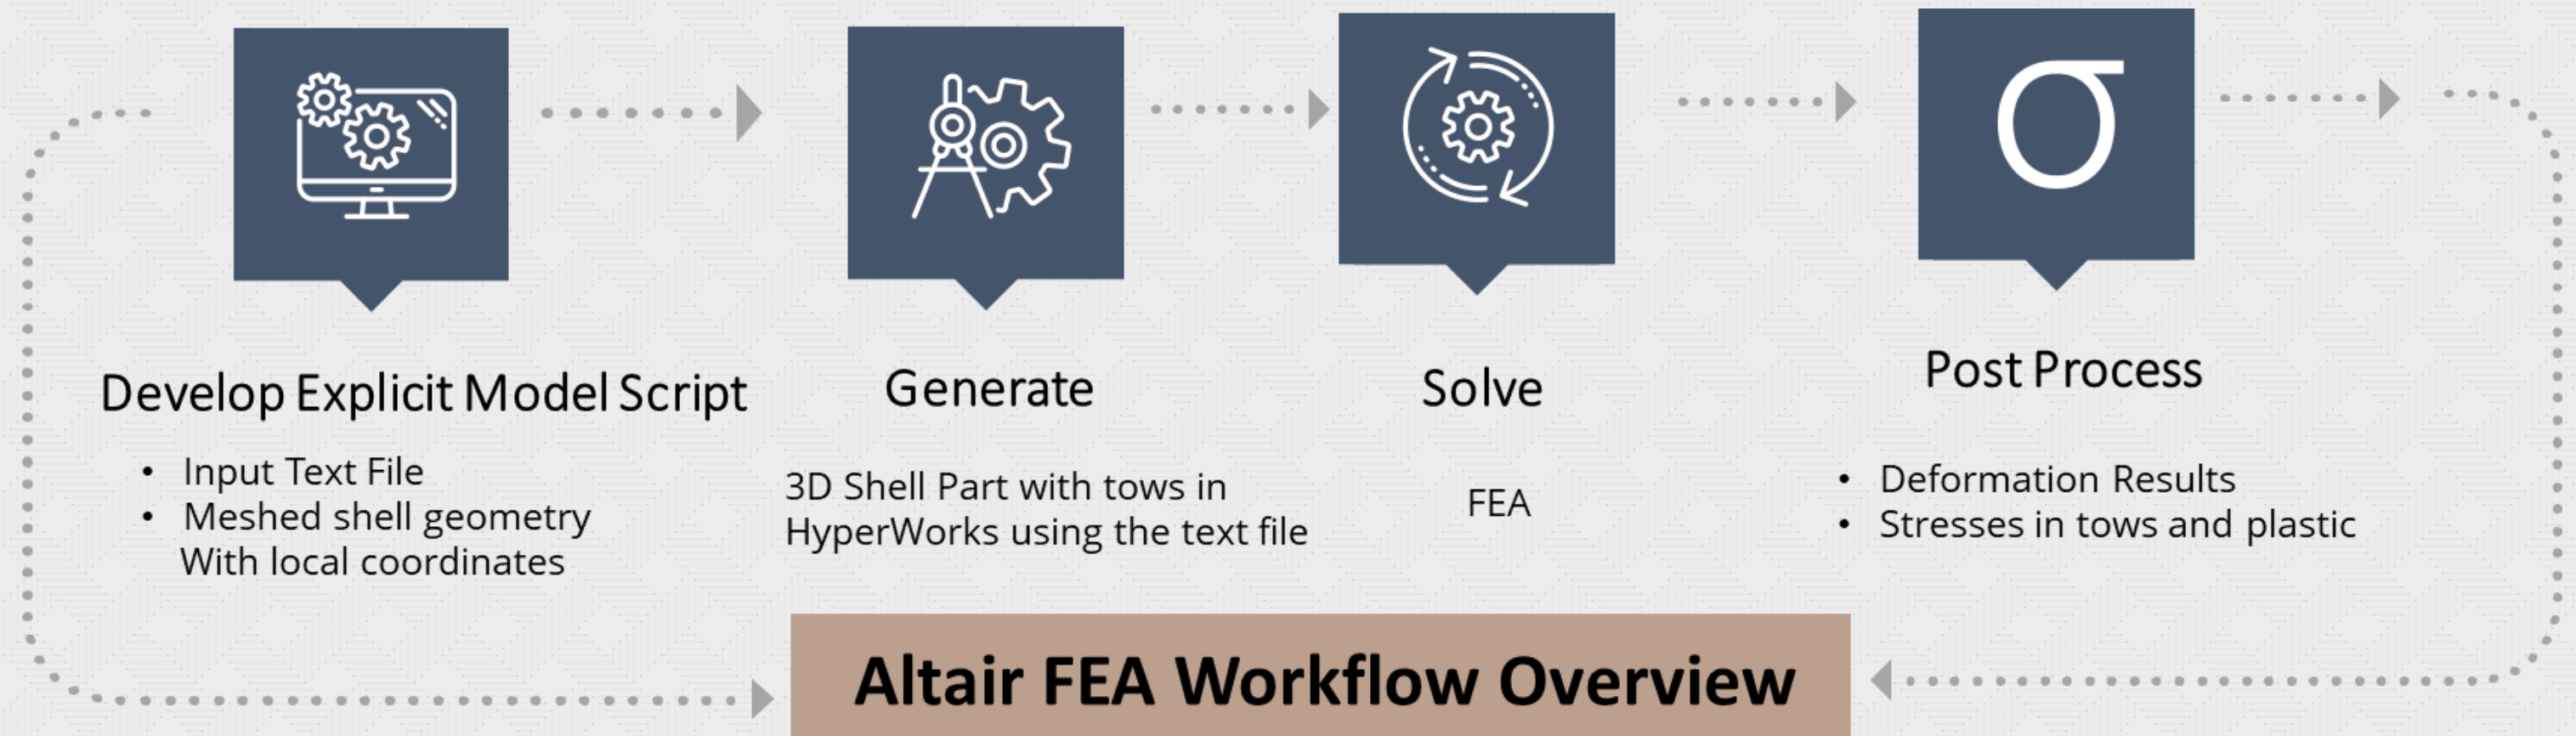 σ
Develop Explicit Model Script
• Input Text File
• Meshed shell geometry
With local coordinates
Generate
3D Shell Part with tows in
HyperWorks using the text file
Solve
FEA
Post Process
• Deformation Results
• Stresses in tows and plastic
Altair FEA Workflow Overview